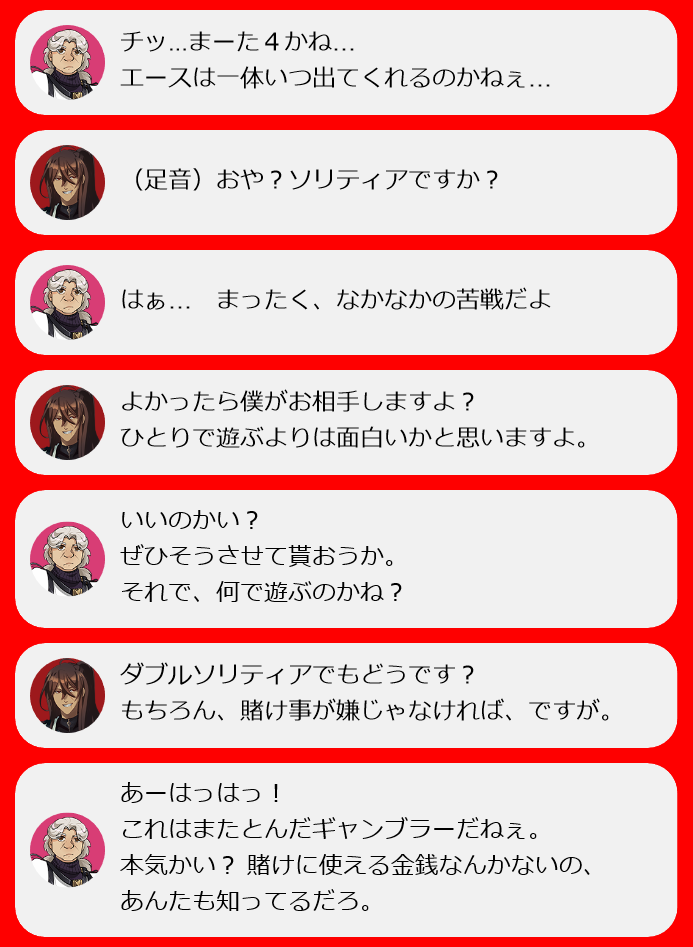 チッ…まーた４かね…
エースは一体いつ出てくれるのかねぇ…
（足音）おや？ソリティアですか？
はぁ…　まったく、なかなかの苦戦だよ
よかったら僕がお相手しますよ？
ひとりで遊ぶよりは面白いかと思いますよ。
いいのかい？
ぜひそうさせて貰おうか。
それで、何で遊ぶのかね？
ダブルソリティアでもどうです？
もちろん、賭け事が嫌じゃなければ、ですが。
あーはっはっ！
これはまたとんだギャンブラーだねぇ。
本気かい？ 賭けに使える金銭なんかないの、
あんたも知ってるだろ。